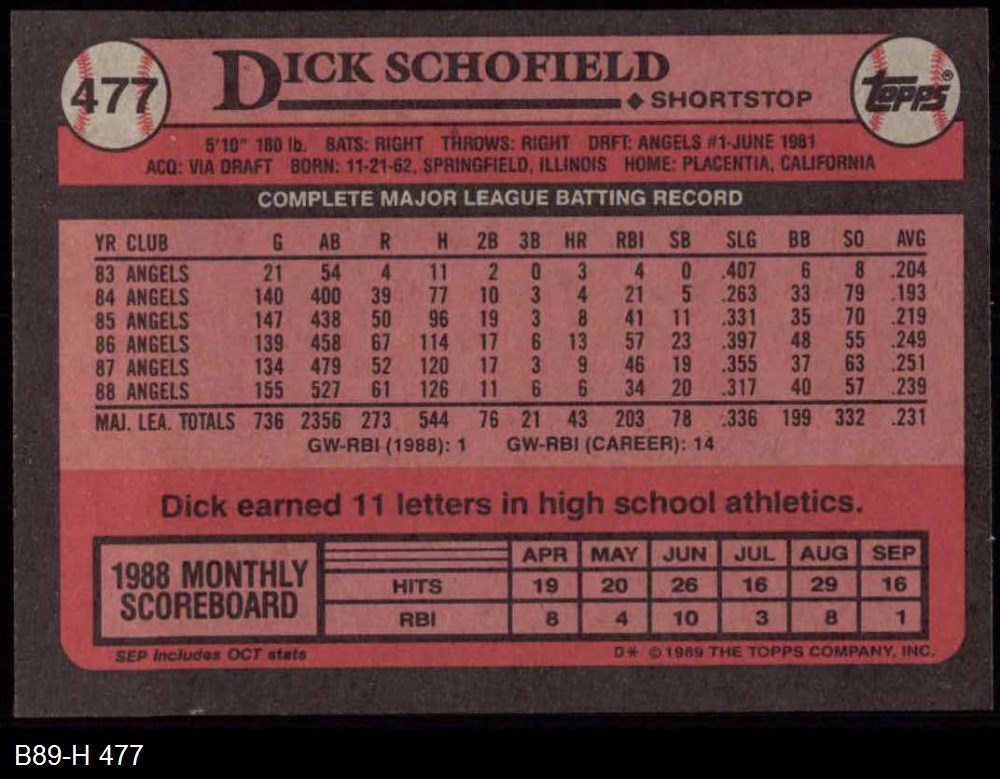 477
DICK SCHOFIELD
Topps®
◆ SHORTSTOP
5'10" 180 lb. BATS: RIGHT THROWS: RIGHT DRFT: ANGELS #1-JUNE 1981
ACQ: VIA DRAFT BORN: 11-21-62, SPRINGFIELD, ILLINOIS HOME: PLACENTIA, CALIFORNIA
COMPLETE MAJOR LEAGUE BATTING RECORD
YR CLUB G AB R H 2B 3B HR RBI SB SLG BB SO AVG
83 ANGELS 21 54 4 11 2 0 3 4 0 .407 6 8 .204
84 ANGELS 140 400 39 77 10 3 4 21 5 .263 33 79 .193
85 ANGELS 147 438 50 96 19 3 8 41 11 .331 35 70 .219
86 ANGELS 139 458 67 114 17 6 13 57 23 .397 48 55 .249
87 ANGELS 134 479 52 120 17 3 9 46 19 .355 37 63 .251
88 ANGELS 155 527 61 126 11 6 6 34 20 .317 40 57 .239
MAJ. LEA. TOTALS 736 2356 273 544 76 21 43 203 78 .336 199 332 .231
GW-RBI (1988): 1 GW-RBI (CAREER): 14
Dick earned 11 letters in high school athletics.
1988 MONTHLY
SCOREBOARD
APR MAY JUN JUL AUG SEP
HITS 19 20 26 16 29 16
RBI 8 4 10 3 8 1
SEP Includes OCT stats
D* © 1989 THE TOPPS COMPANY, INC.
B89-H 477